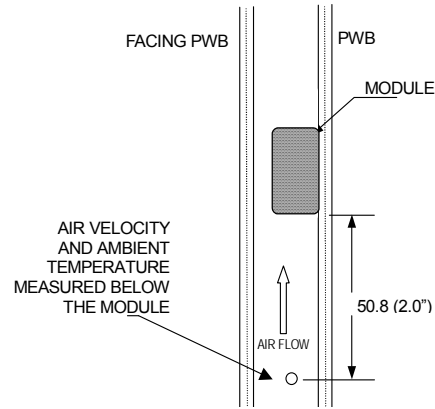 FACING PWB
PWB
MODULE
AIR VELOCITY
AND AMBIENT
TEMPERATURE
MEASURED BELOW
THE MODULE
AIR FLOW
50.8 (2.0")